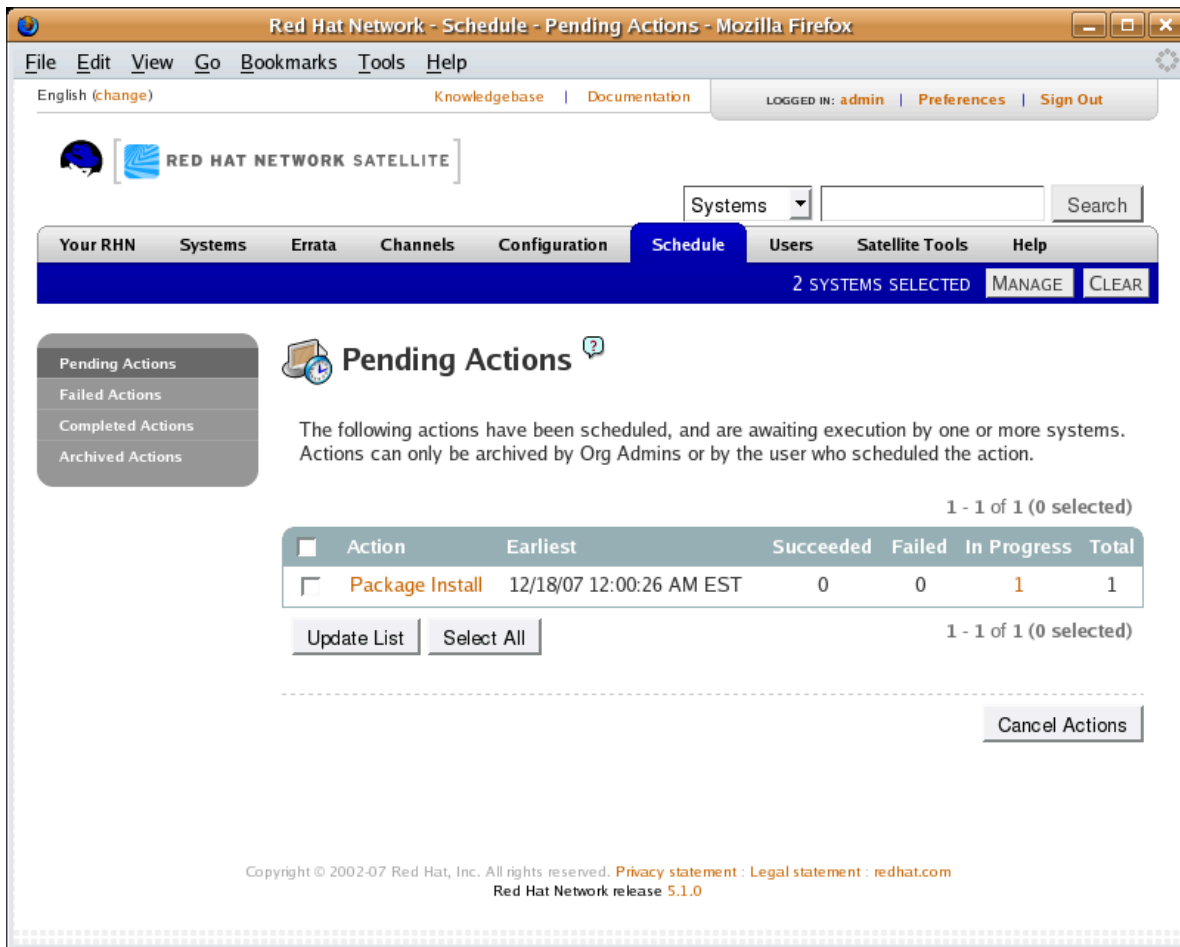 Red Hat Network - Schedule - Pending Actions - Mozilla Firefox
File Edit View Go Bookmarks Tools Help
English (change) Knowledgebase | Documentation LOGGED IN: admin | Preferences | Sign Out
RED HAT NETWORK SATELLITE
Systems Search
Your RHN Systems Errata Channels Configuration Schedule Users Satellite Tools Help
2 SYSTEMS SELECTED MANAGE CLEAR
Pending Actions
Failed Actions
Completed Actions
Archived Actions
Pending Actions ?
The following actions have been scheduled, and are awaiting execution by one or more systems.
Actions can only be archived by Org Admins or by the user who scheduled the action.
1 - 1 of 1 (0 selected)
Action Earliest Succeeded Failed In Progress Total
Package Install 12/18/07 12:00:26 AM EST 0 0 1 1
Update List Select All 1 - 1 of 1 (0 selected)
Cancel Actions
Copyright © 2002-07 Red Hat, Inc. All rights reserved. Privacy statement : Legal statement : redhat.com
Red Hat Network release 5.1.0